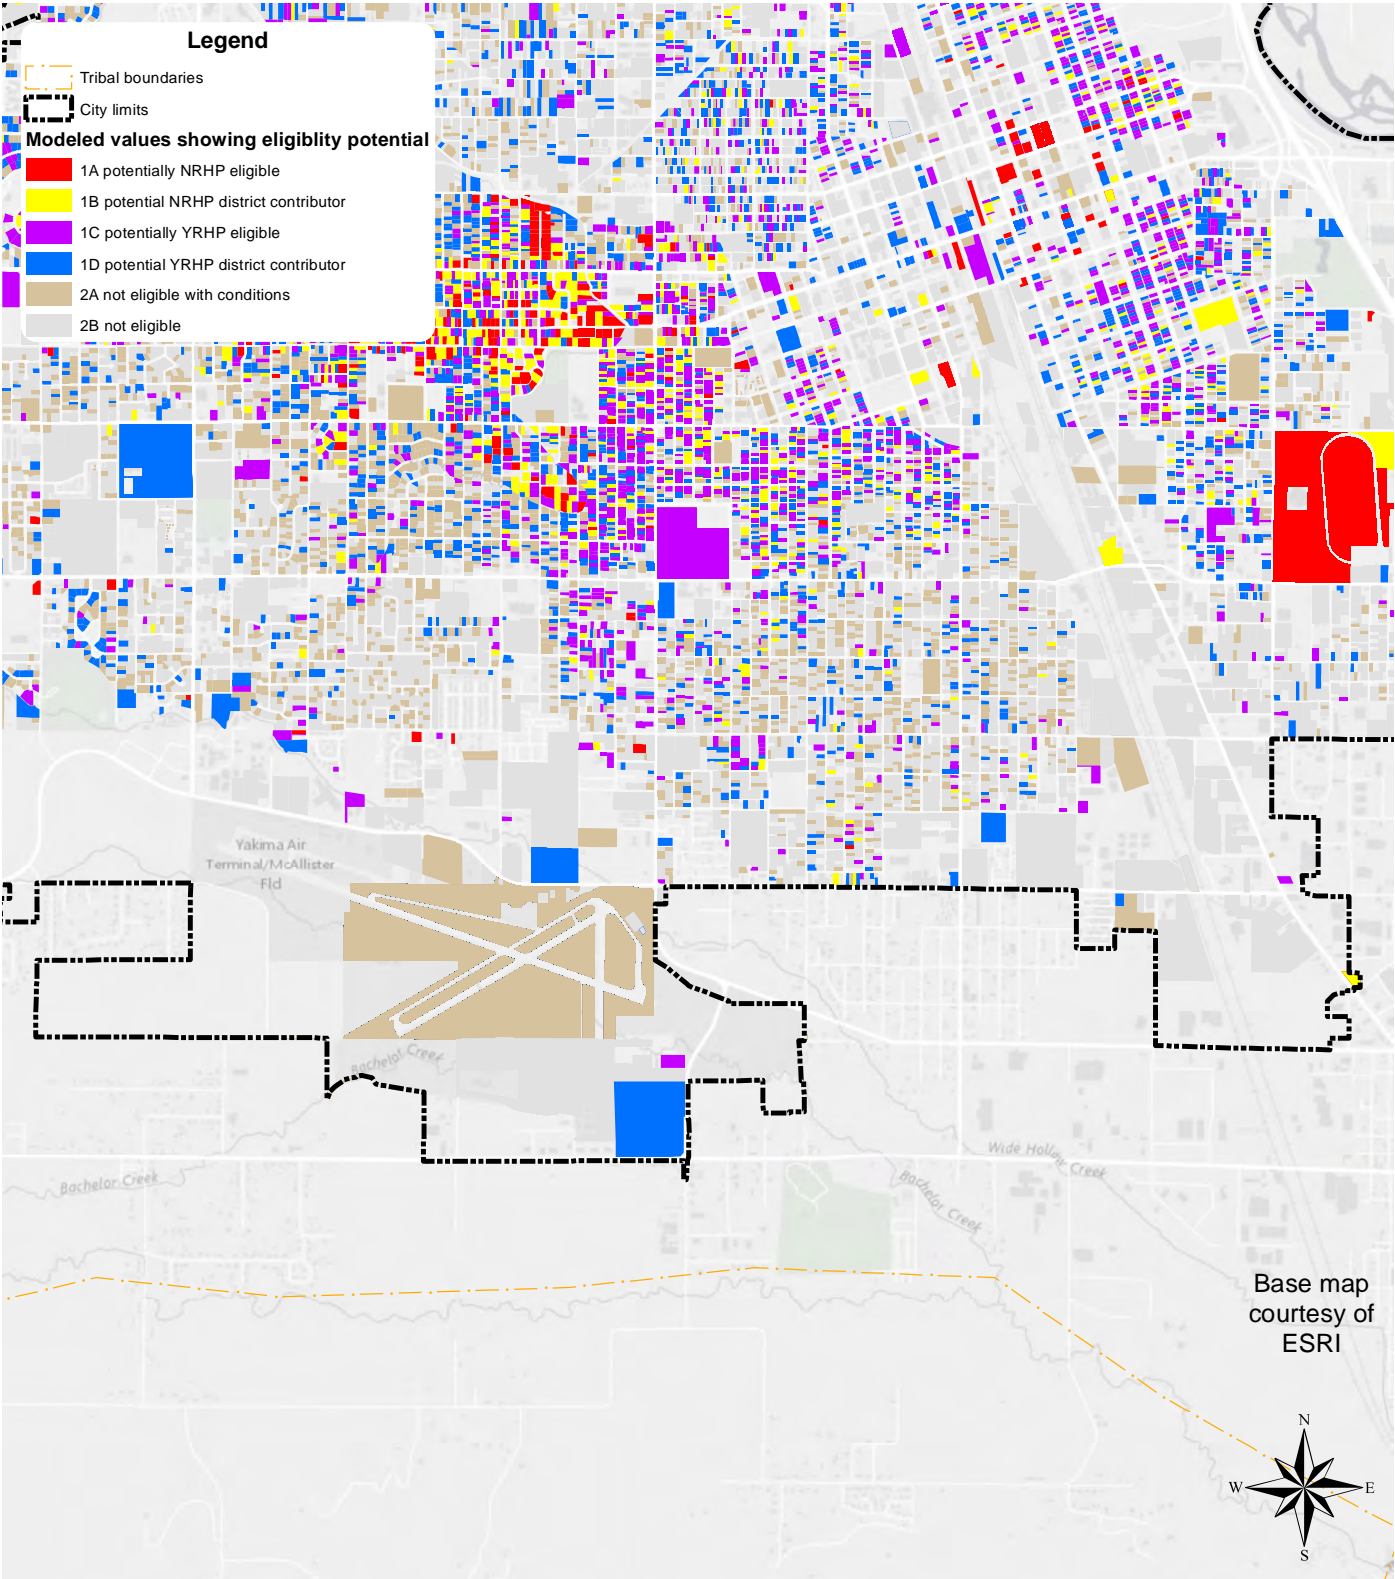 Legend
Tribal boundaries
City limits
Modeled values showing eligiblity potential
1A potentially NRHP eligible
1B potential NRHP district contributor
1C potentially YRHP eligible
1D potential YRHP district contributor
2A not eligible with conditions
2B not eligible
Yakima Air
Terminal/McAllister
Fld
Bachelor Creek
Wide Hollow Creek
Bachelor Creek
Bachelor Creek
Base map
courtesy of
ESRI
N
W
E
S